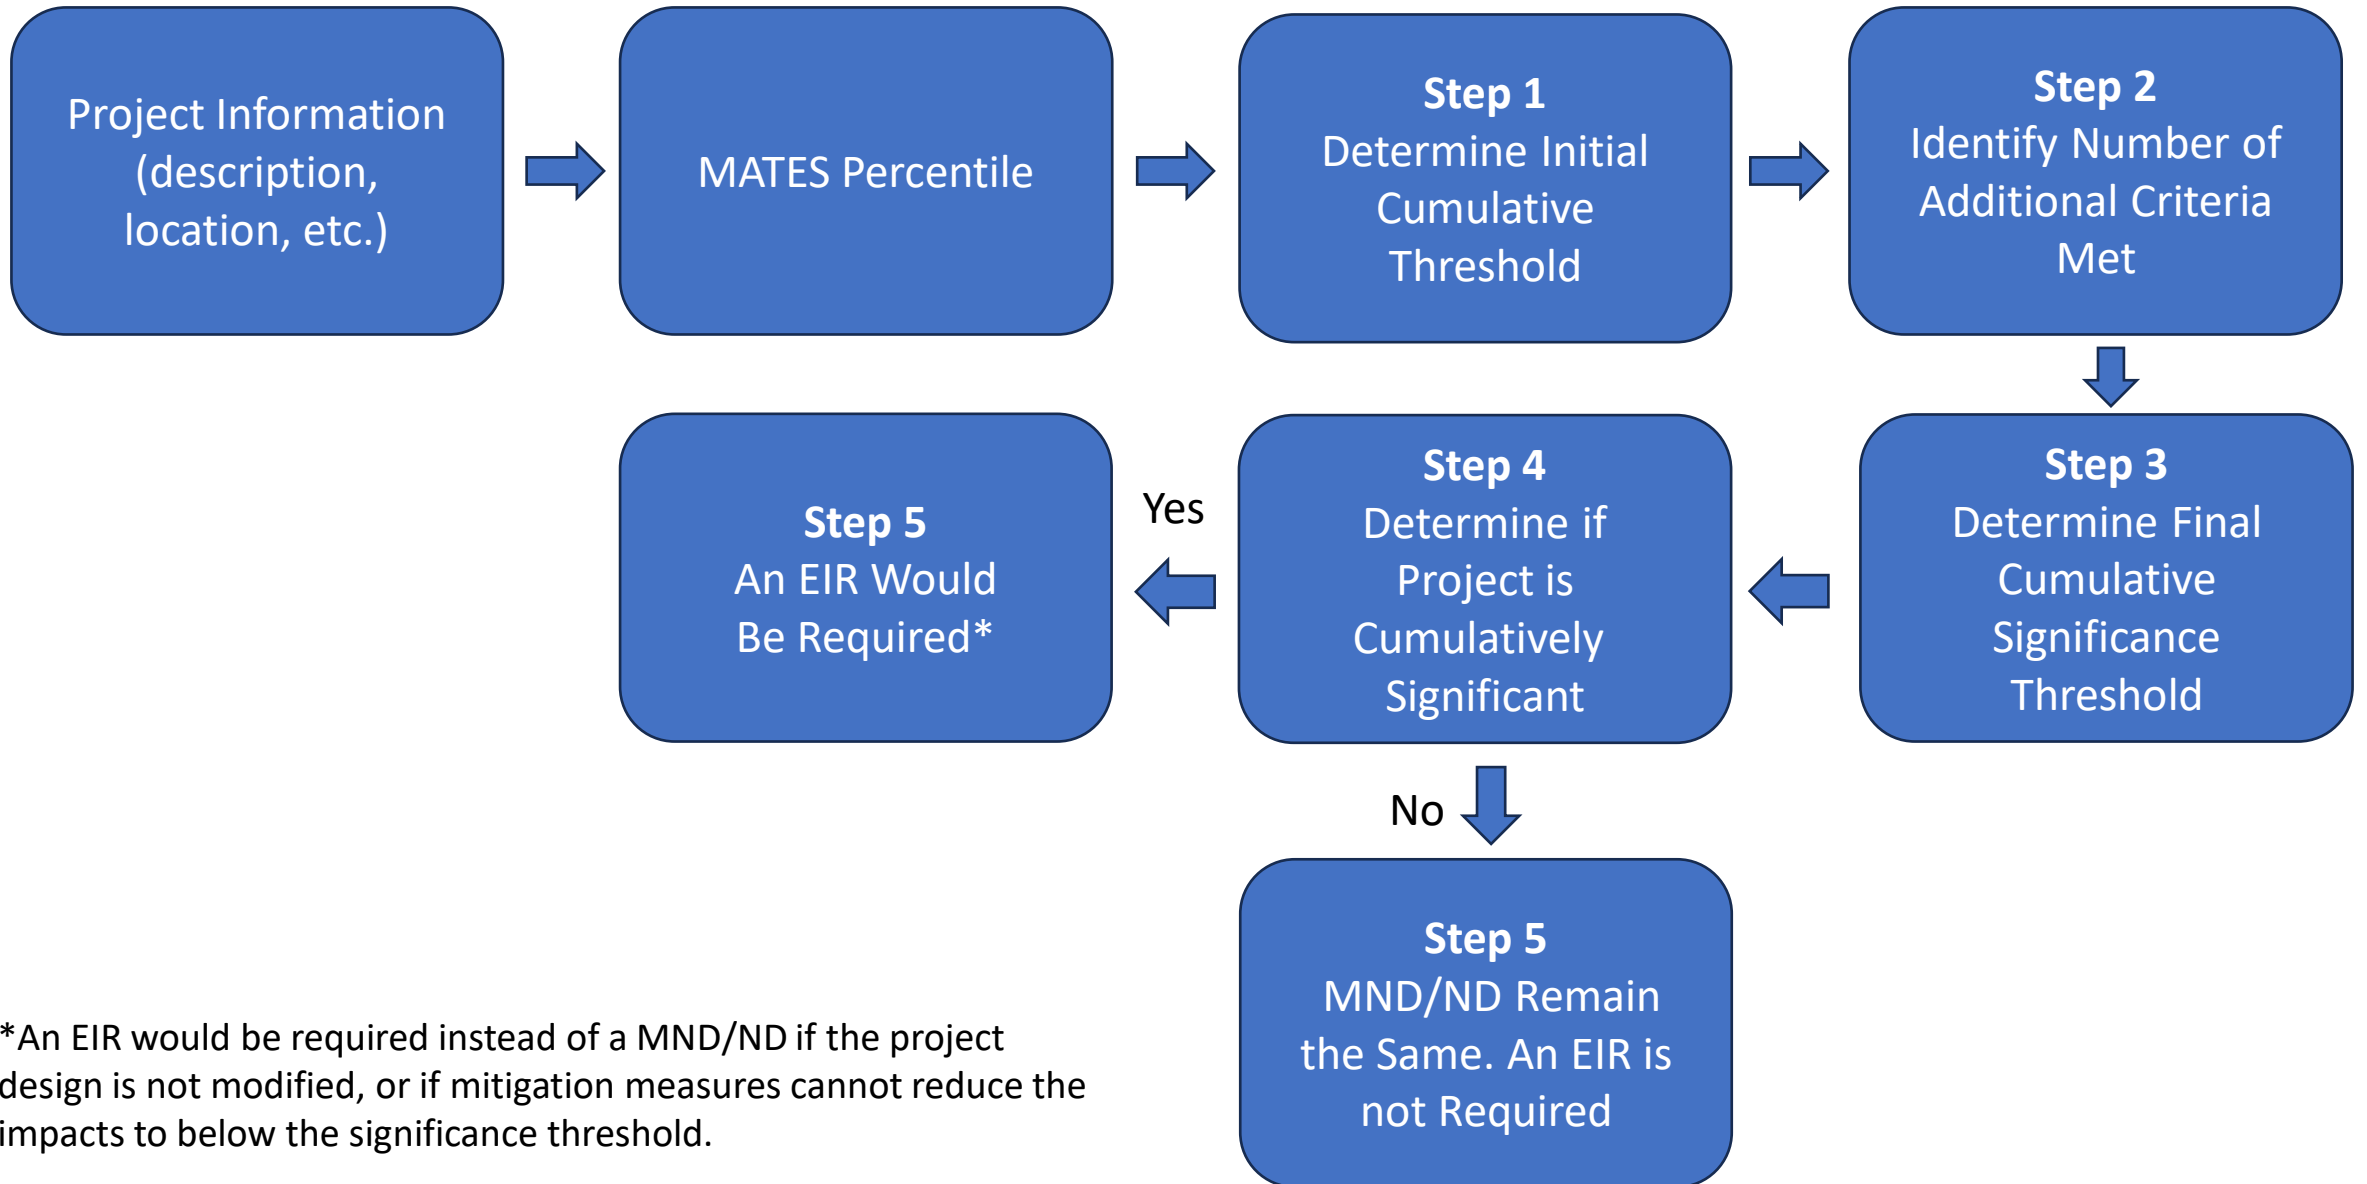 Project Information
(description,
location, etc.)
MATES Percentile
Step 1
Determine Initial
Cumulative
Threshold
Step 2
Identify Number of
Additional Criteria
Met
Step 3
Determine Final
Cumulative
Significance
Threshold
Step 4
Determine if
Project is
Cumulatively
Significant
Yes
Step 5
An EIR Would
Be Required*
No
Step 5
MND/ND Remain
the Same. An EIR is
not Required
*An EIR would be required instead of a MND/ND if the project
design is not modified, or if mitigation measures cannot reduce the
impacts to below the significance threshold.